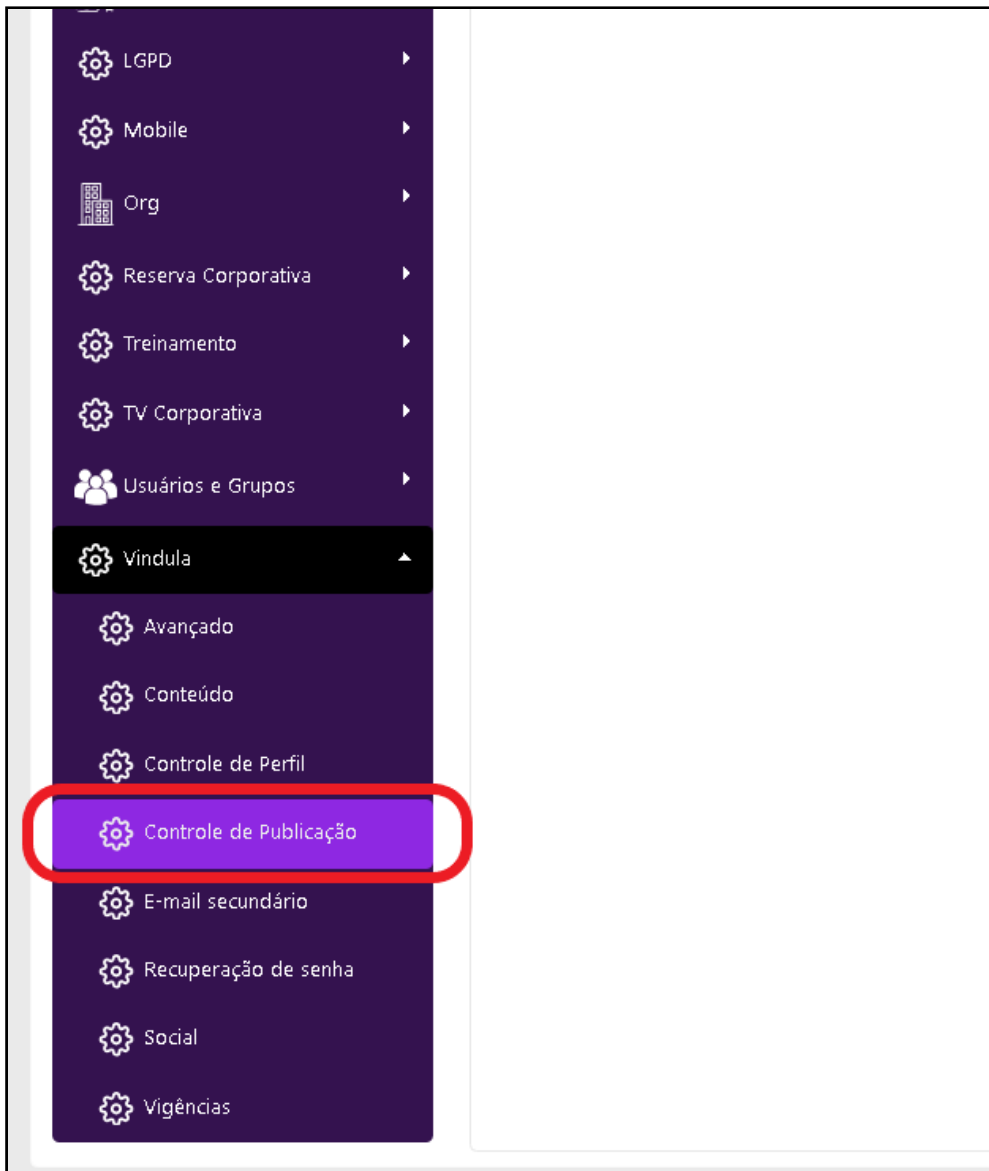 LGPD
Mobile
Org
Reserva Corporativa
Treinamento
TV Corporativa
Usuários e Grupos
Vindula
Avançado
Conteúdo
Controle de Perfil
Controle de Publicação
E-mail secundário
Recuperação de senha
Social
Vigências